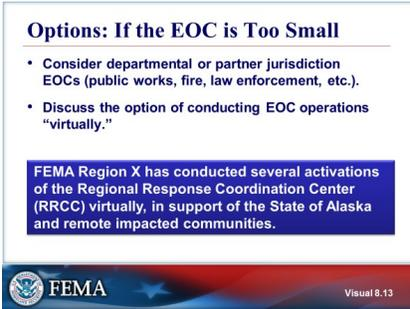 Options: If the EOC is Too Small
• Consider departmental or partner jurisdiction
EOCs (public works, fire, law enforcement, etc.).
• Discuss the option of conducting EOC operations
“virtually.”
FEMA Region X has conducted several activations
of the Regional Response Coordination Center
(RRCC) virtually, in support of the State of Alaska
and remote impacted communities.
FEMA
Visual 8.13